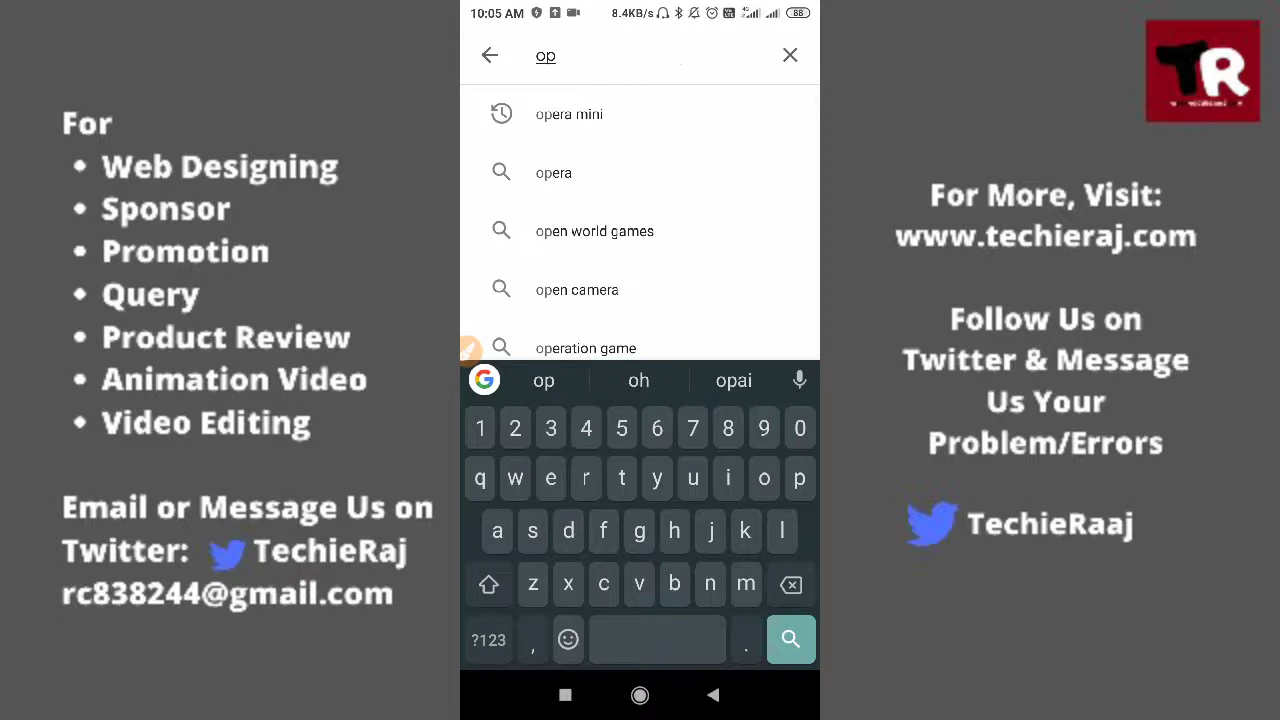 For
• Web Designing
• Sponsor
• Promotion
• Query
• Product Review
• Animation Video
• Video Editing
Email or Message Us on
Twitter: TechieRaj
rc838244@gmail.com
10:05 AM 8.4KB/s 4G 88
op
opera mini
opera
open world games
open camera
operation game
G op oh opai
1 2 3 4 5 6 7 8 9 0
q w e r t y u i o p
a s d f g h j k l
z x c v b n m
?123 , .
TR
For More, Visit:
www.techieraj.com
Follow Us on
Twitter & Message
Us Your
Problem/Errors
TechieRaaj